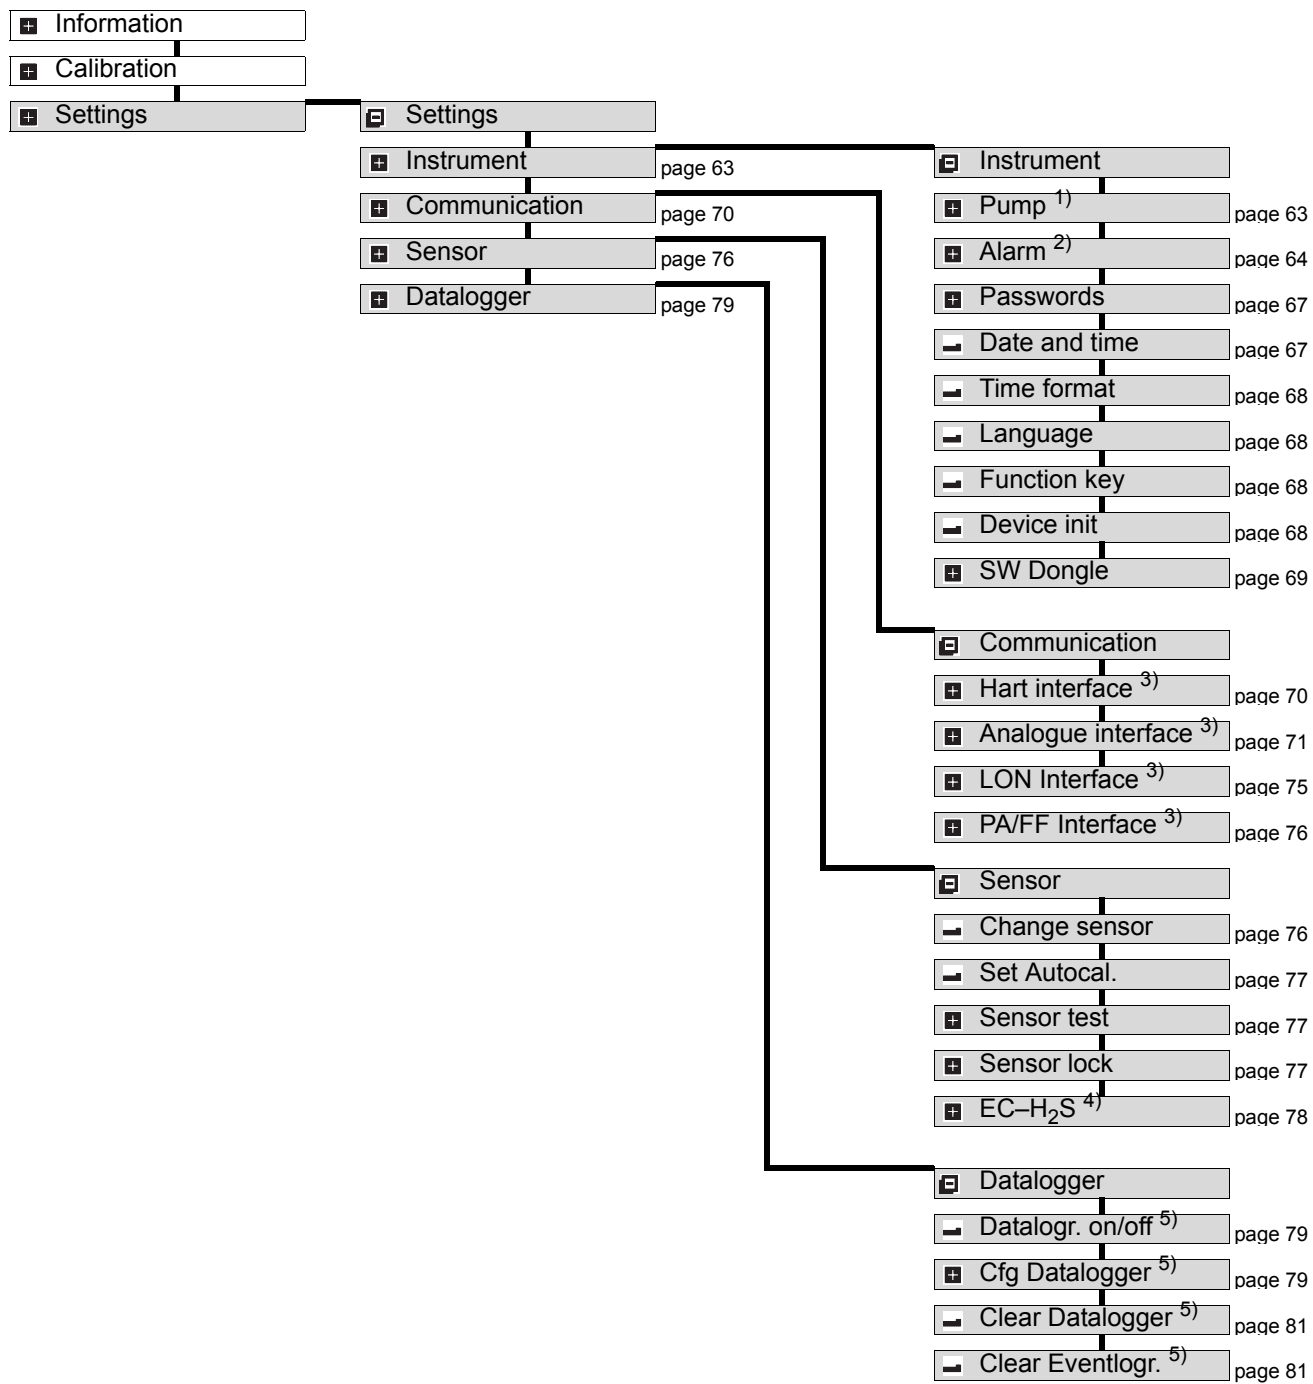 Information
Calibration
Settings
Settings
Instrument page 63
Communication page 70
Sensor page 76
Datalogger page 79
Instrument
Pump 1) page 63
Alarm 2) page 64
Passwords page 67
Date and time page 67
Time format page 68
Language page 68
Function key page 68
Device init page 68
SW Dongle page 69
Communication
Hart interface 3) page 70
Analogue interface 3) page 71
LON Interface 3) page 75
PA/FF Interface 3) page 76
Sensor
Change sensor page 76
Set Autocal. page 77
Sensor test page 77
Sensor lock page 77
EC–H₂S 4) page 78
Datalogger
Datalogr. on/off 5) page 79
Cfg Datalogger 5) page 79
Clear Datalogger 5) page 81
Clear Eventlogr. 5) page 81